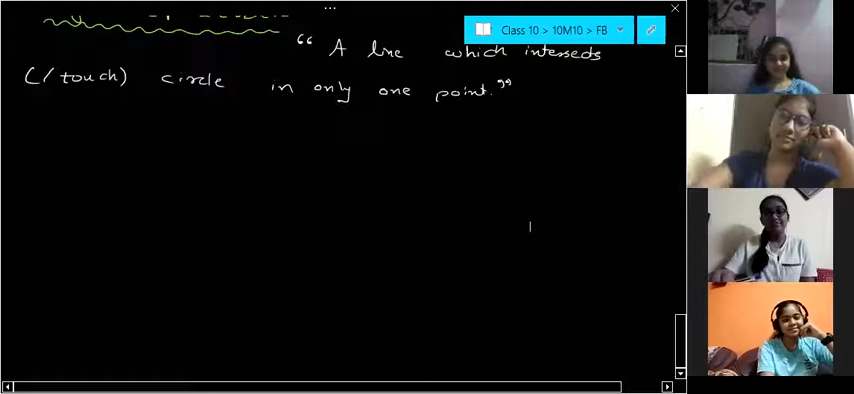 Class 10 > 10M10 > FB
“ A line which intersects
(/ touch) circle in only one point.”